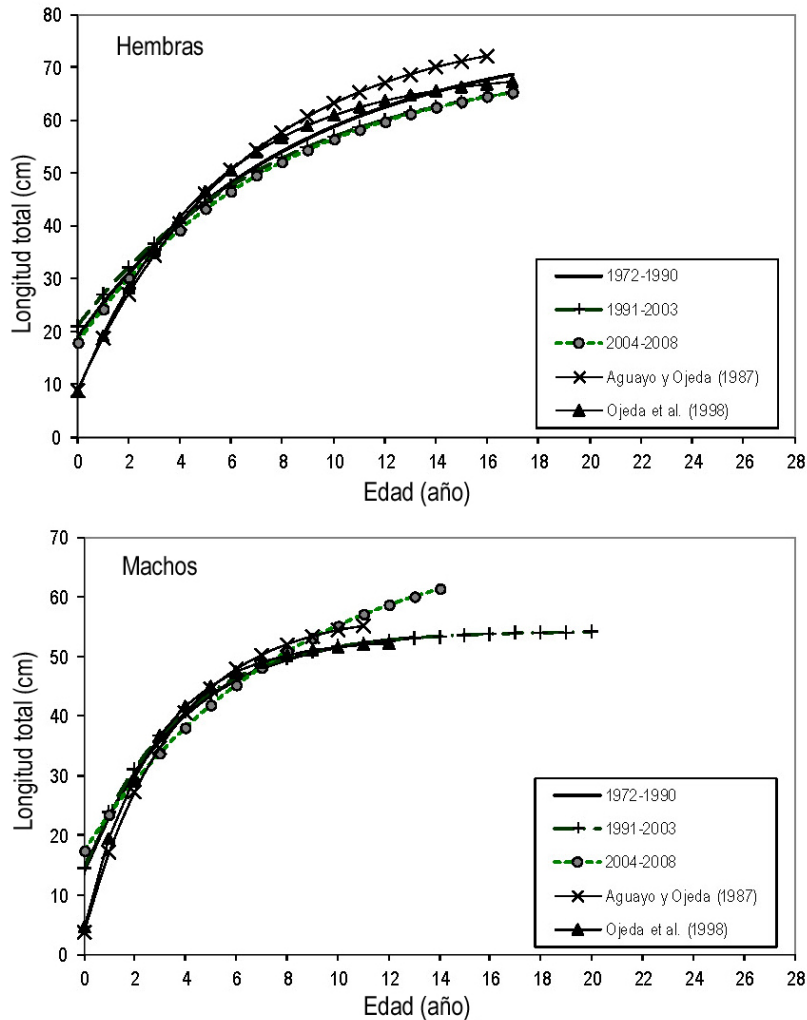 80
70
60
50
40
30
20
10
0
Longitud total (cm)
Hembras
1972-1990
1991-2003
2004-2008
Aguayo y Ojeda (1987)
Ojeda et al. (1998)
0 2 4 6 8 10 12 14 16 18 20 22 24 26 28
Edad (año)
70
60
50
40
30
20
10
0
Longitud total (cm)
Machos
1972-1990
1991-2003
2004-2008
Aguayo y Ojeda (1987)
Ojeda et al. (1998)
0 2 4 6 8 10 12 14 16 18 20 22 24 26 28
Edad (año)